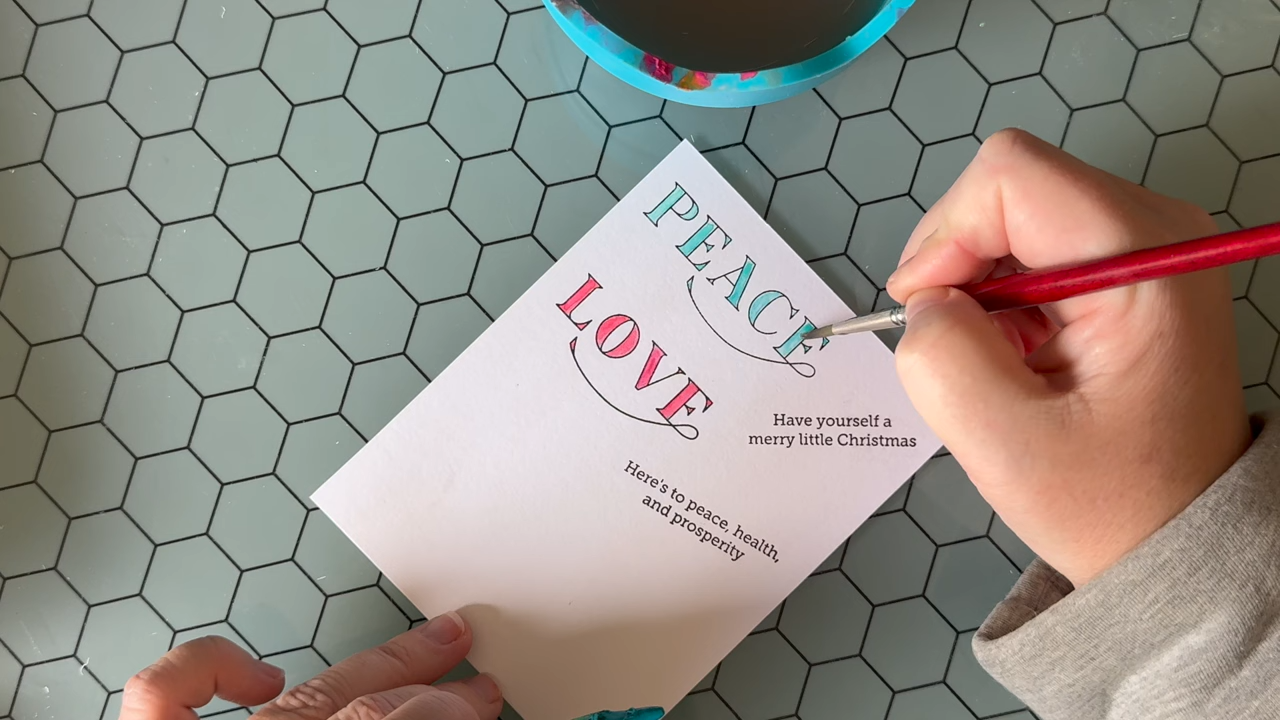 PEACE
LOVE
Have yourself a
merry little Christmas
Here's to peace, health,
and prosperity